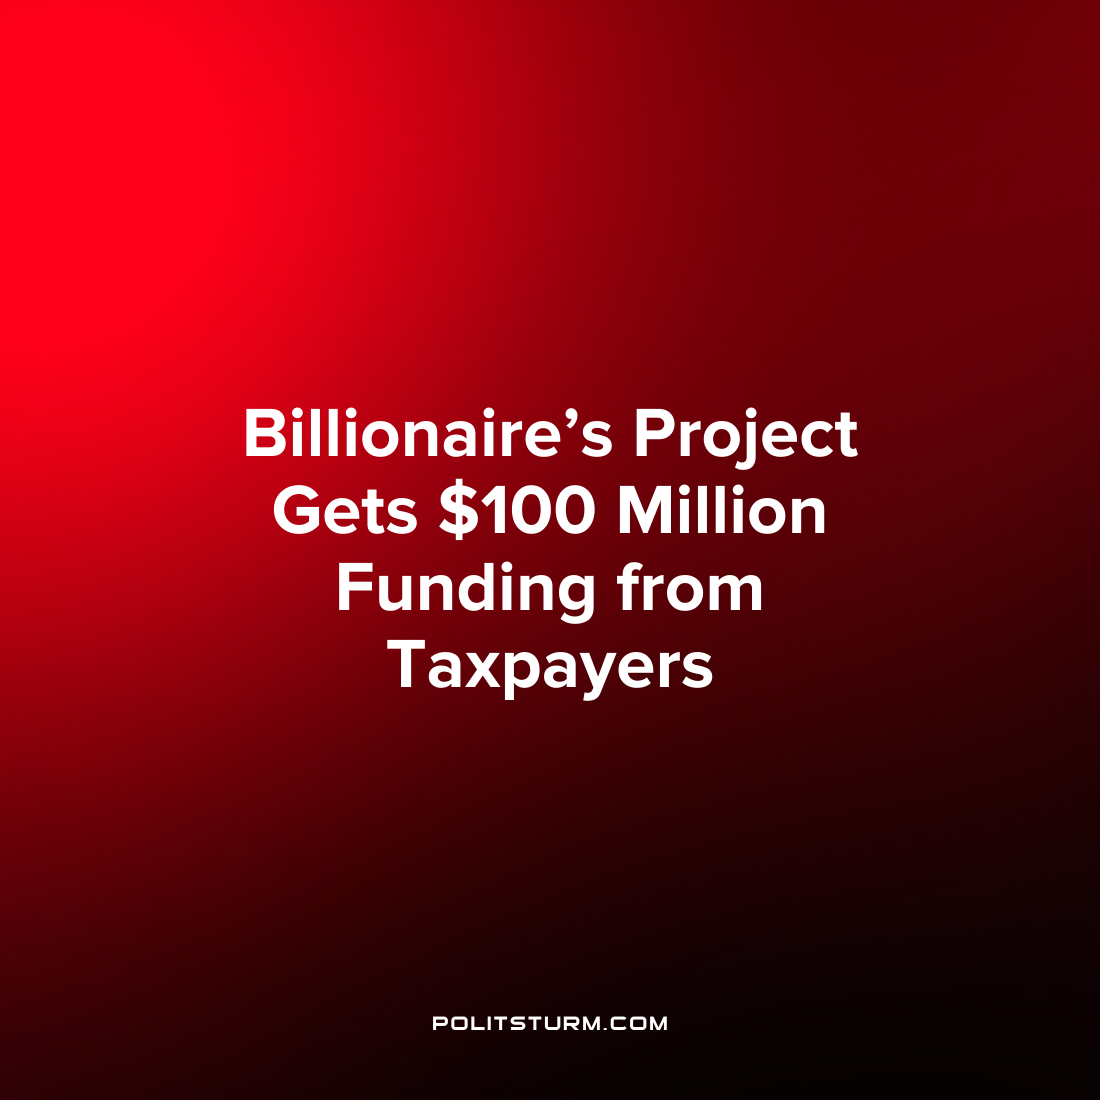 Billionaire’s Project
Gets $100 Million
Funding from
Taxpayers
POLITSTURM.COM